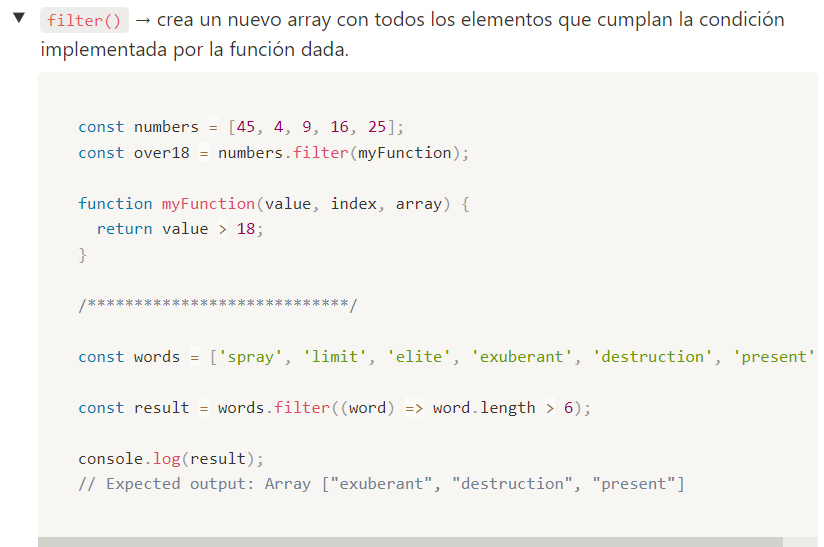 filter() → crea un nuevo array con todos los elementos que cumplan la condición
implementada por la función dada.
const numbers = [45, 4, 9, 16, 25];
const over18 = numbers.filter(myFunction);
function myFunction(value, index, array) {
  return value > 18;
}
/****************************/
const words = ['spray', 'limit', 'elite', 'exuberant', 'destruction', 'present'
const result = words.filter((word) => word.length > 6);
console.log(result);
// Expected output: Array ["exuberant", "destruction", "present"]